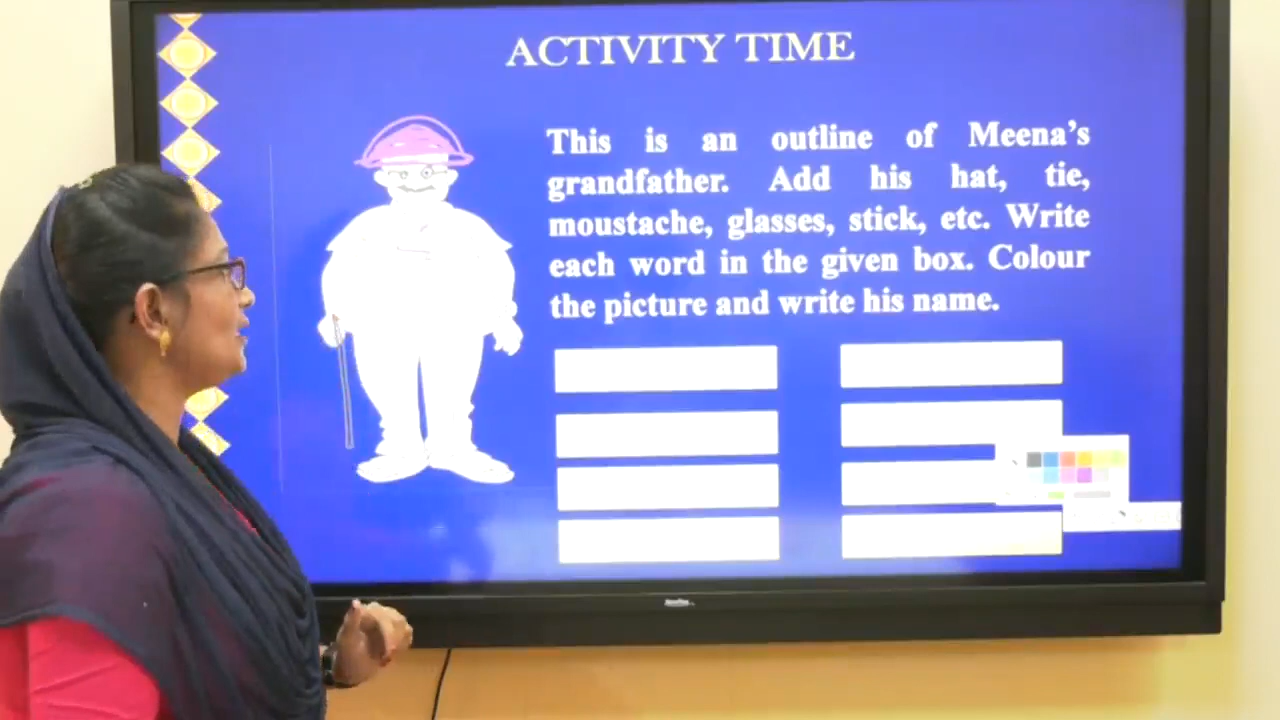 ACTIVITY TIME
This is an outline of Meena's
grandfather. Add his hat, tie,
moustache, glasses, stick, etc. Write
each word in the given box. Colour
the picture and write his name.